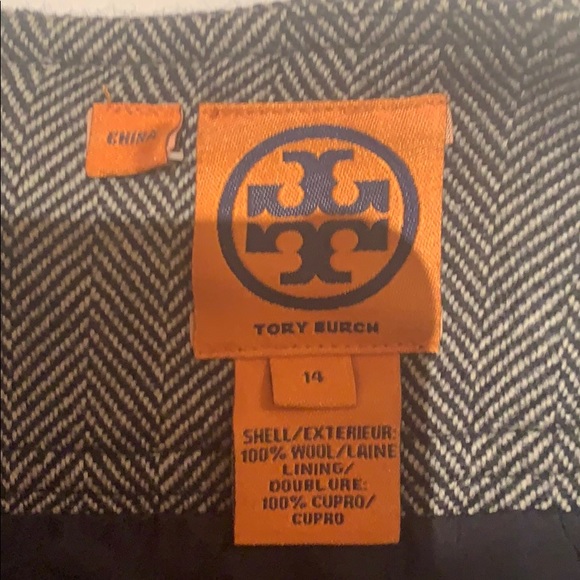 CHINA
TORY BURCH
14
SHELL/EXTERIEUR:
100% WOOL/LAINE
LINING/
DOUBLURE:
100% CUPRO/
CUPRO